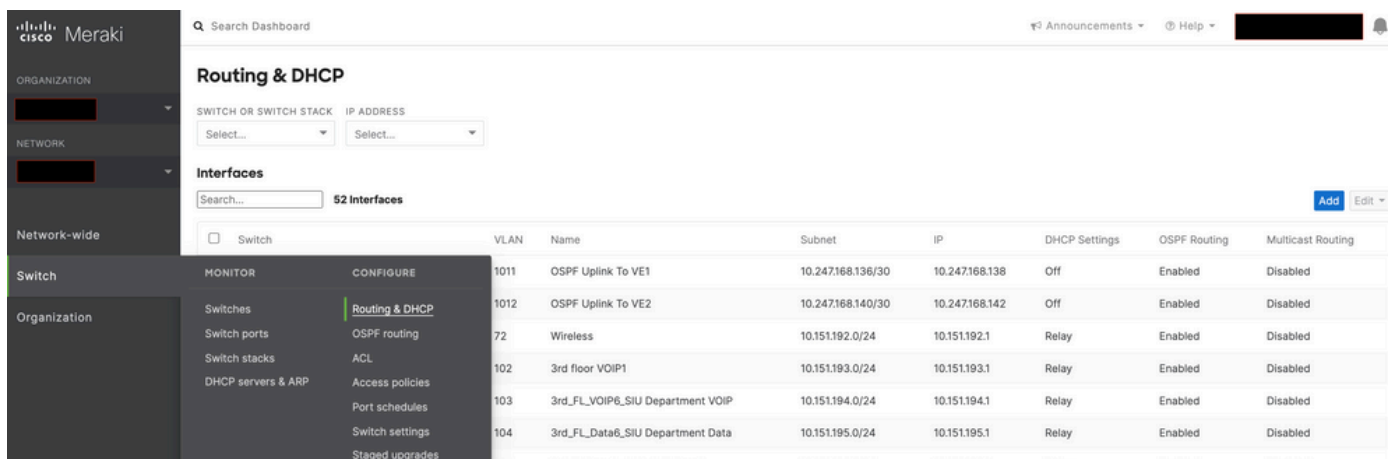 cisco Meraki
Search Dashboard
Announcements
Help
ORGANIZATION
NETWORK
Network-wide
Switch
Organization
Routing & DHCP
SWITCH OR SWITCH STACK IP ADDRESS
Select... Select...
Interfaces
Search... 52 Interfaces
Add Edit
Switch VLAN Name Subnet IP DHCP Settings OSPF Routing Multicast Routing
1011 OSPF Uplink To VE1 10.247.168.136/30 10.247.168.138 Off Enabled Disabled
1012 OSPF Uplink To VE2 10.247.168.140/30 10.247.168.142 Off Enabled Disabled
72 Wireless 10.151.192.0/24 10.151.192.1 Relay Enabled Disabled
102 3rd floor VOIP1 10.151.193.0/24 10.151.193.1 Relay Enabled Disabled
103 3rd_FL_VOIP6_SIU Department VOIP 10.151.194.0/24 10.151.194.1 Relay Enabled Disabled
104 3rd_FL_Data6_SIU Department Data 10.151.195.0/24 10.151.195.1 Relay Enabled Disabled
MONITOR
Switches
Switch ports
Switch stacks
DHCP servers & ARP
CONFIGURE
Routing & DHCP
OSPF routing
ACL
Access policies
Port schedules
Switch settings
Staged upgrades